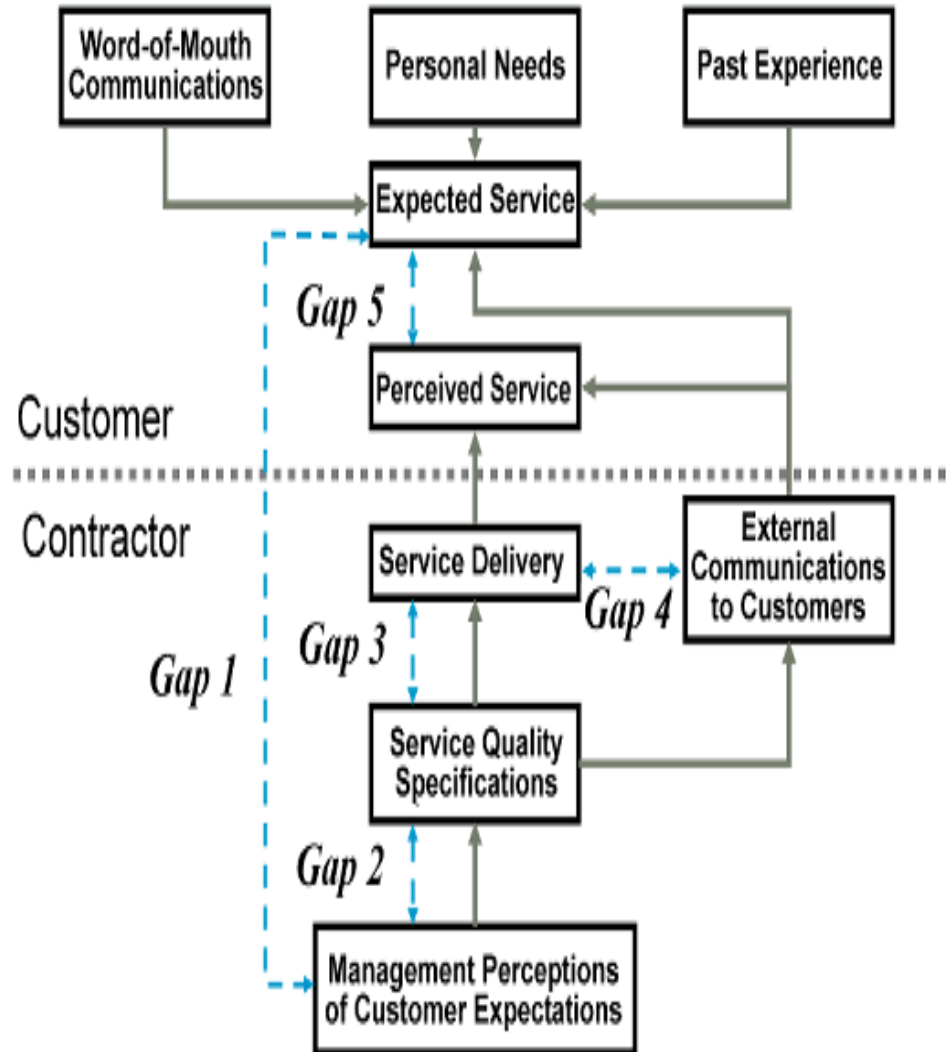 Word-of-Mouth
Communications
Personal Needs
Past Experience
Expected Service
Gap 5
Perceived Service
Customer
Contractor
Service Delivery
External
Communications
to Customers
Gap 4
Gap 3
Gap 1
Service Quality
Specifications
Gap 2
Management Perceptions
of Customer Expectations